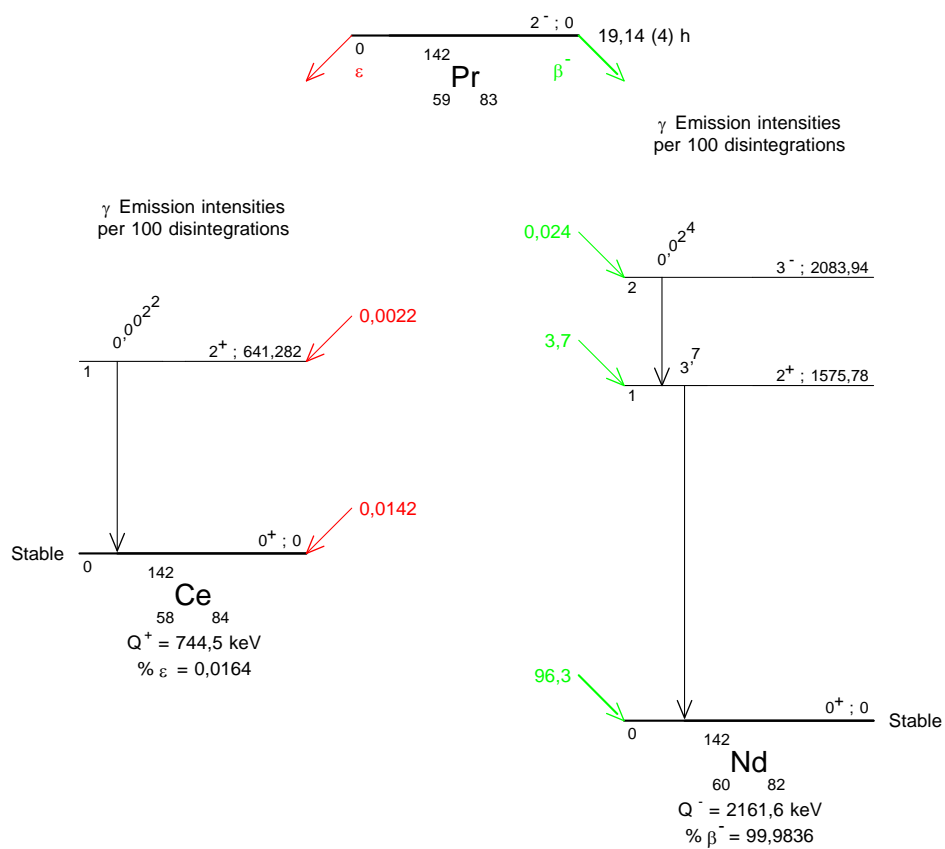 2 - ; 0
19,14 (4) h
0
ε
142
Pr
59 83
β -
γ Emission intensities
per 100 disintegrations
γ Emission intensities
per 100 disintegrations
0,024
0,024
3 - ; 2083,94
2
0,0022
0,0022
2 + ; 641,282
1
3,7
3,7
2 + ; 1575,78
1
0,0142
Stable
0 + ; 0
0
142
Ce
58 84
Q + = 744,5 keV
% ε = 0,0164
96,3
0 + ; 0
Stable
0
142
Nd
60 82
Q - = 2161,6 keV
% β - = 99,9836